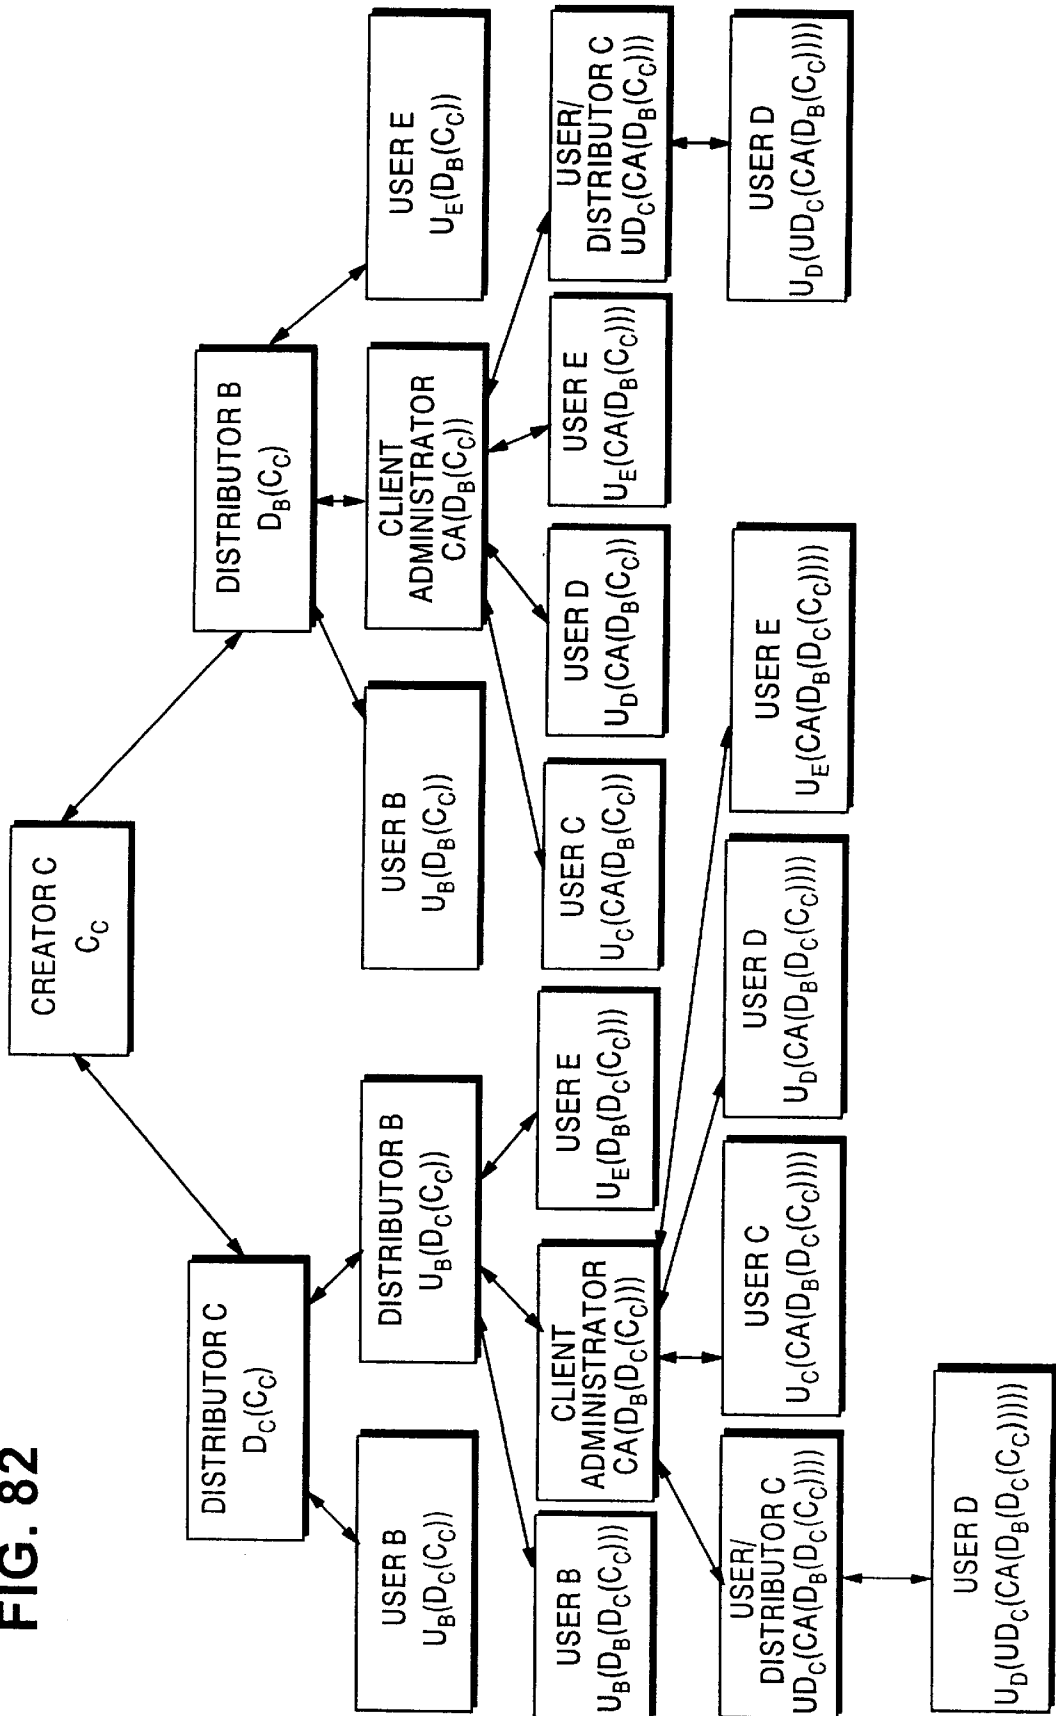 FIG. 82
CREATOR C
C_C
DISTRIBUTOR C
D_C(C_C)
DISTRIBUTOR B
D_B(C_C)
USER B
U_B(D_C(C_C))
DISTRIBUTOR B
U_B(D_C(C_C))
USER B
U_B(D_B(C_C))
CLIENT
ADMINISTRATOR
CA(D_B(C_C))
USER E
U_E(D_B(C_C))
USER B
U_B(D_B(D_C(C_C)))
CLIENT
ADMINISTRATOR
CA(D_B(D_C(C_C)))
USER E
U_E(D_B(D_C(C_C)))
USER C
U_C(CA(D_B(C_C))
USER D
U_D(CA(D_B(C_C))
USER E
U_E(CA(D_B(C_C)))
USER/
DISTRIBUTOR C
UD_C(CA(D_B(C_C)))
USER/
DISTRIBUTOR C
UD_C(CA(D_B(D_C(C_C))))
USER C
U_C(CA(D_B(D_C(C_C))))
USER D
U_D(CA(D_B(D_C(C_C))))
USER E
U_E(CA(D_B(D_C(C_C))))
USER D
U_D(UD_C(CA(D_B(C_C))))
USER D
U_D(UD_C(CA(D_B(D_C(C_C)))))